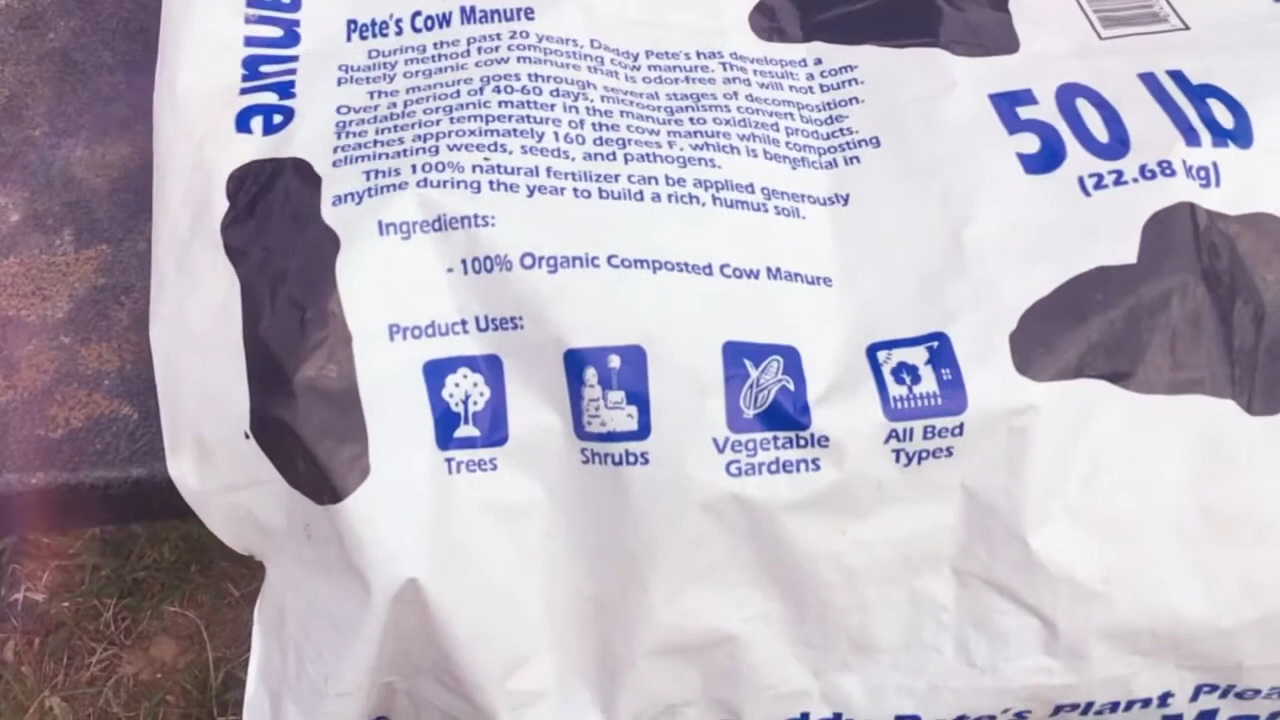 anure
Pete's Cow Manure
During the past 20 years, Daddy Pete's has developed a
quality method for composting cow manure. The result: a com-
pletely organic cow manure that is odor-free and will not burn.
The manure goes through several stages of decomposition.
Over a period of 40-60 days, microorganisms convert biode-
gradable organic matter in the manure to oxidized products.
The interior temperature of the cow manure while composting
reaches approximately 160 degrees F. which is beneficial in
eliminating weeds, seeds, and pathogens.
This 100% natural fertilizer can be applied generously
anytime during the year to build a rich, humus soil.
Ingredients:
- 100% Organic Composted Cow Manure
Product Uses:
Trees
Shrubs
Vegetable
Gardens
All Bed
Types
50 lb
(22.68 kg)
ddy Pete's Plant Plea